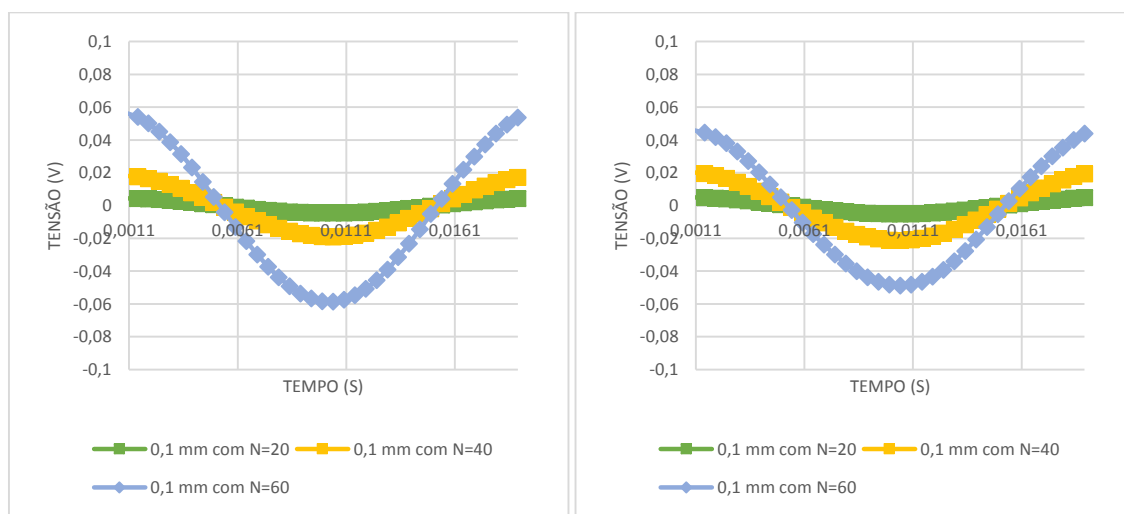 0,1
0,08
0,06
0,04
0,02
0
-0,02
-0,04
-0,06
-0,08
-0,1
0,0011 0,0061 0,0111 0,0161
TENSÃO (V)
TEMPO (S)
0,1 mm com N=20 0,1 mm com N=40
0,1 mm com N=60
0,1
0,08
0,06
0,04
0,02
0
-0,02
-0,04
-0,06
-0,08
-0,1
0,0011 0,0061 0,0111 0,0161
TENSÃO (V)
TEMPO (S)
0,1 mm com N=20 0,1 mm com N=40
0,1 mm com N=60